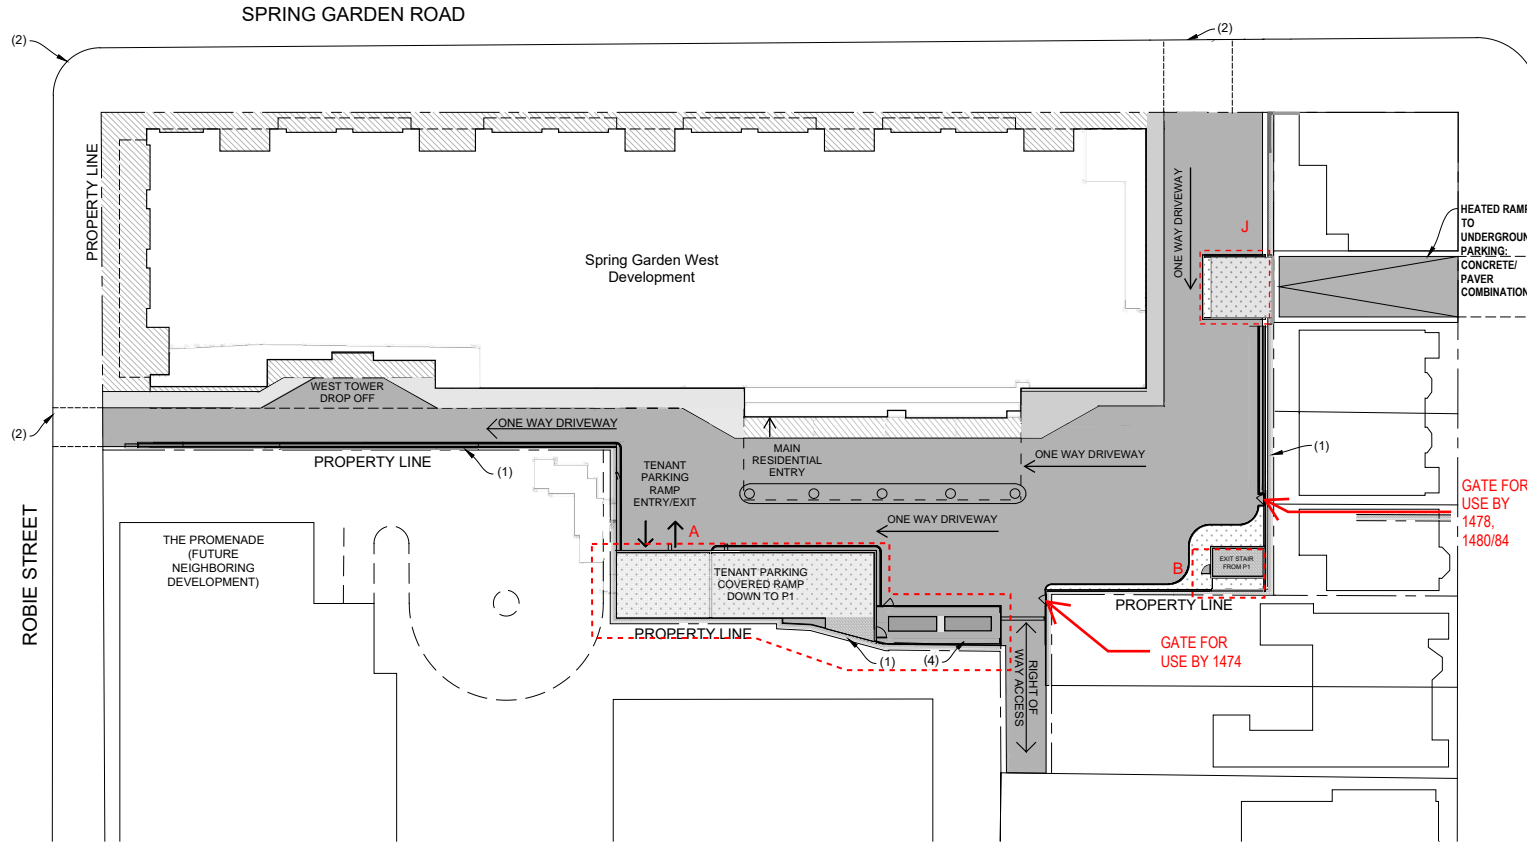 SPRING GARDEN ROAD
(2)
(2)
PROPERTY LINE
ONE WAY DRIVEWAY
J
HEATED RAMP
TO
UNDERGROUN
PARKING:
CONCRETE/
PAVER
COMBINATION
Spring Garden West
Development
WEST TOWER
DROP OFF
(2)
ONE WAY DRIVEWAY
PROPERTY LINE
(1)
TENANT
PARKING
RAMP
ENTRY/EXIT
MAIN
RESIDENTIAL
ENTRY
ONE WAY DRIVEWAY
(1)
GATE FOR
USE BY
1478,
1480/84
ONE WAY DRIVEWAY
A
ROBIE STREET
THE PROMENADE
(FUTURE
NEIGHBORING
DEVELOPMENT)
TENANT PARKING
COVERED RAMP
DOWN TO P1
B
EXIT STAIR
FROM P1
PROPERTY LINE
PROPERTY LINE
(1)
(4)
RIGHT OF
WAY ACCESS
GATE FOR
USE BY 1474